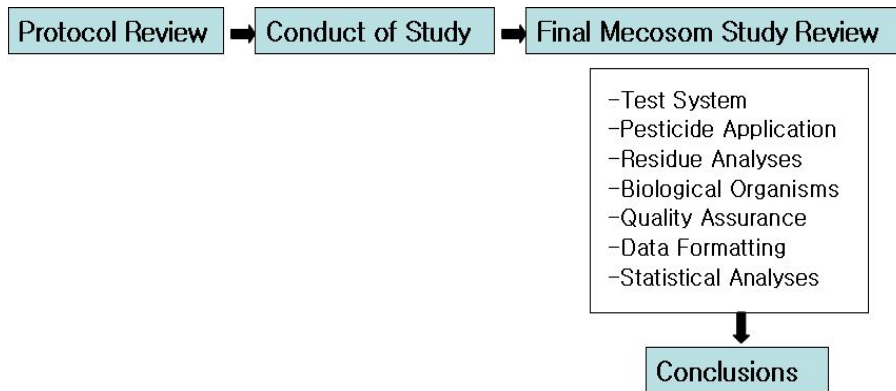 Protocol Review
Conduct of Study
Final Mecosom Study Review
-Test System
-Pesticide Application
-Residue Analyses
-Biological Organisms
-Quality Assurance
-Data Formatting
-Statistical Analyses
Conclusions